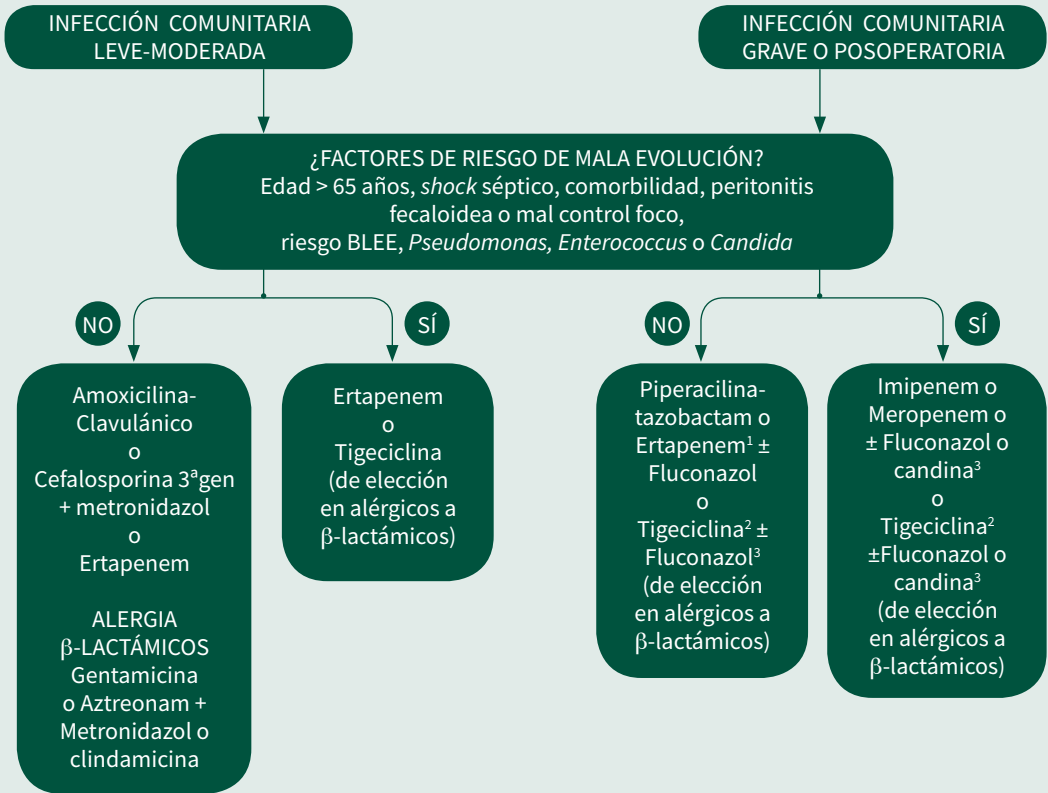 INFECCIÓN COMUNITARIA
LEVE-MODERADA
INFECCIÓN COMUNITARIA
GRAVE O POSOPERATORIA
¿FACTORES DE RIESGO DE MALA EVOLUCIÓN?
Edad > 65 años, shock séptico, comorbilidad, peritonitis
fecaloidea o mal control foco,
riesgo BLEE, Pseudomonas, Enterococcus o Candida
NO
SÍ
NO
SÍ
Amoxicilina-
Clavulánico
o
Cefalosporina 3ªgen
+ metronidazol
o
Ertapenem
ALERGIA
β-LACTÁMICOS
Gentamicina
o Aztreonam +
Metronidazol o
clindamicina
Ertapenem
o
Tigeciclina
(de elección
en alérgicos a
β-lactámicos)
Piperacilina-
tazobactam o
Ertapenem¹ ±
Fluconazol
o
Tigeciclina² ±
Fluconazol³
(de elección
en alérgicos a
β-lactámicos)
Imipenem o
Meropenem o
± Fluconazol o
candina³
o
Tigeciclina²
±Fluconazol o
candina³
(de elección
en alérgicos a
β-lactámicos)